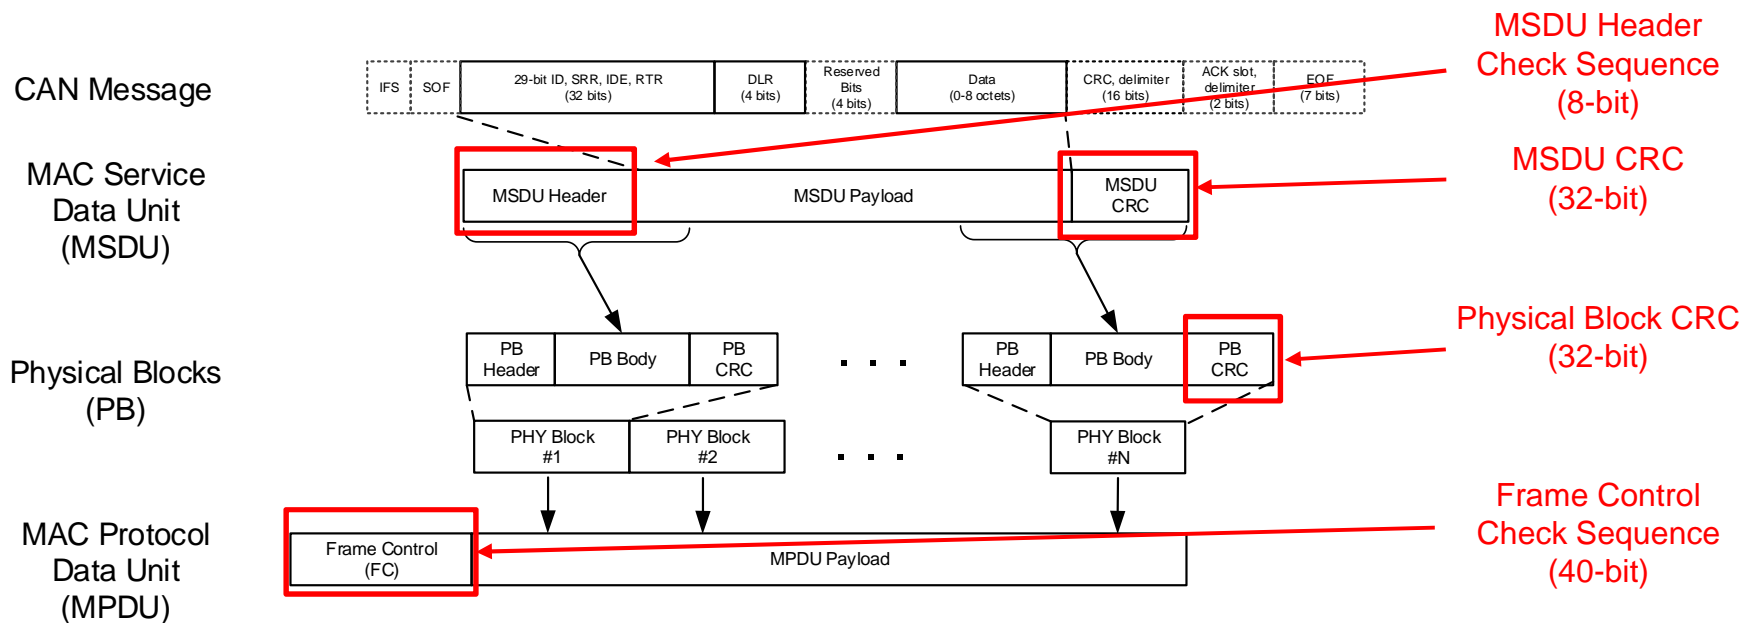 CAN Message
IFS
SOF
29-bit ID, SRR, IDE, RTR
(32 bits)
DLR
(4 bits)
Reserved
Bits
(4 bits)
Data
(0-8 octets)
CRC, delimiter
(16 bits)
ACK slot,
delimiter
(2 bits)
EOF
(7 bits)
MSDU Header
Check Sequence
(8-bit)
MAC Service
Data Unit
(MSDU)
MSDU Header
MSDU Payload
MSDU
CRC
MSDU CRC
(32-bit)
Physical Blocks
(PB)
PB
Header
PB Body
PB
CRC
. . .
PB
Header
PB Body
PB
CRC
Physical Block CRC
(32-bit)
PHY Block
#1
PHY Block
#2
. . .
PHY Block
#N
MAC Protocol
Data Unit
(MPDU)
Frame Control
(FC)
MPDU Payload
Frame Control
Check Sequence
(40-bit)